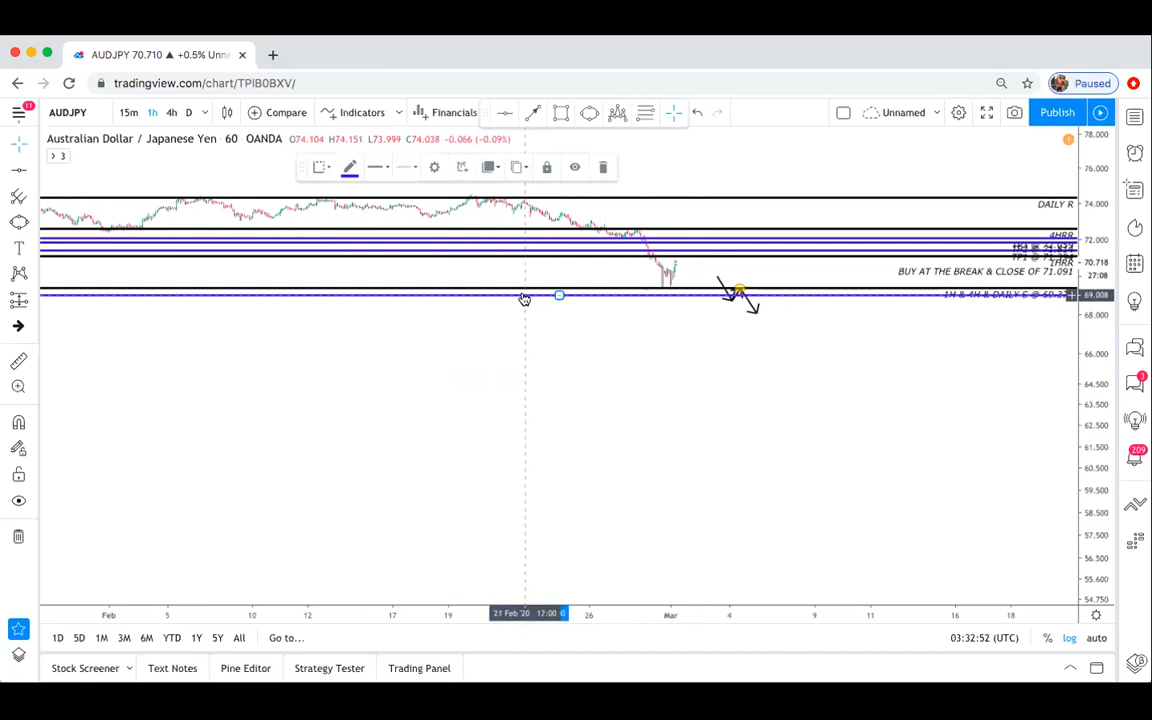 AUDJPY 70.710 ▲ +0.5% Unn
tradingview.com/chart/TPIB0BXV/
Paused
11
AUDJPY 15m 1h 4h D Compare Indicators Financials Unnamed Publish
Australian Dollar / Japanese Yen · 60 · OANDA O74.104 H74.151 L73.999 C74.038 −0.066 (−0.09%)
3
78.000
76.000
74.000
DAILY R
4HRR
72.000
1HRR
70.718
BUY AT THE BREAK & CLOSE OF 71.091
27:08
69.008
68.000
66.000
64.500
63.500
62.500
61.500
60.500
59.500
58.500
57.500
56.500
55.600
54.750
3
209
Feb 5 10 12 17 19 21 Feb '20 17:00 26 Mar 4 9 11 16 18
1D 5D 1M 3M 6M YTD 1Y 5Y All Go to... 03:32:52 (UTC) % log auto
Stock Screener Text Notes Pine Editor Strategy Tester Trading Panel